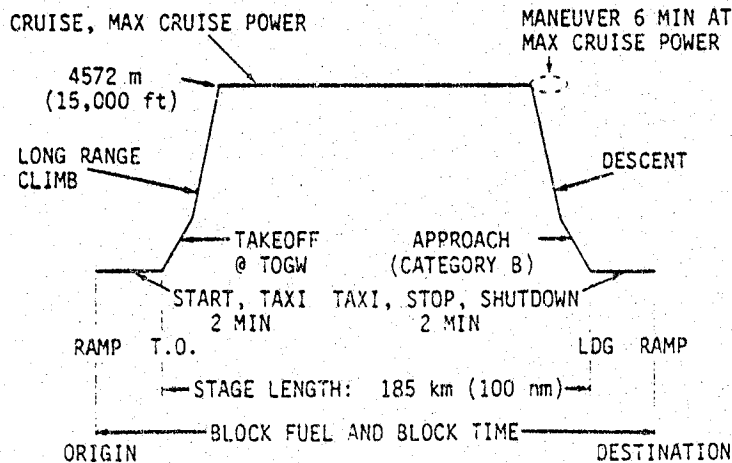 CRUISE, MAX CRUISE POWER
MANEUVER 6 MIN AT
MAX CRUISE POWER
4572 m
(15,000 ft)
LONG RANGE
CLIMB
DESCENT
TAKEOFF
@ TOGW
APPROACH
(CATEGORY B)
START, TAXI
2 MIN
TAXI, STOP, SHUTDOWN
2 MIN
RAMP T.O.
LDG RAMP
STAGE LENGTH: 185 km (100 nm)
BLOCK FUEL AND BLOCK TIME
ORIGIN
DESTINATION